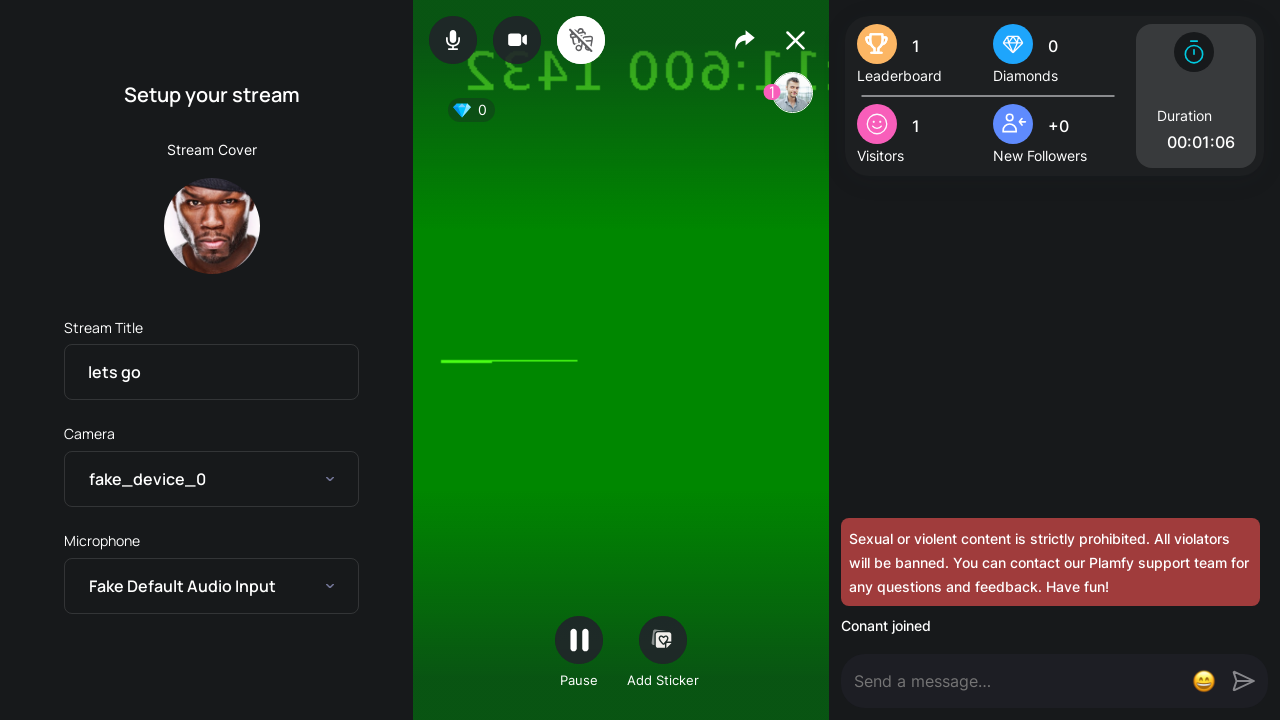 Setup your stream
Stream Cover
Stream Title
lets go
Camera
fake_device_0
Microphone
Fake Default Audio Input
0
1
Pause
Add Sticker
1
Leaderboard
0
Diamonds
1
Visitors
+0
New Followers
Duration
00:01:06
Sexual or violent content is strictly prohibited. All violators
will be banned. You can contact our Plamfy support team for
any questions and feedback. Have fun!
Conant joined
Send a message...